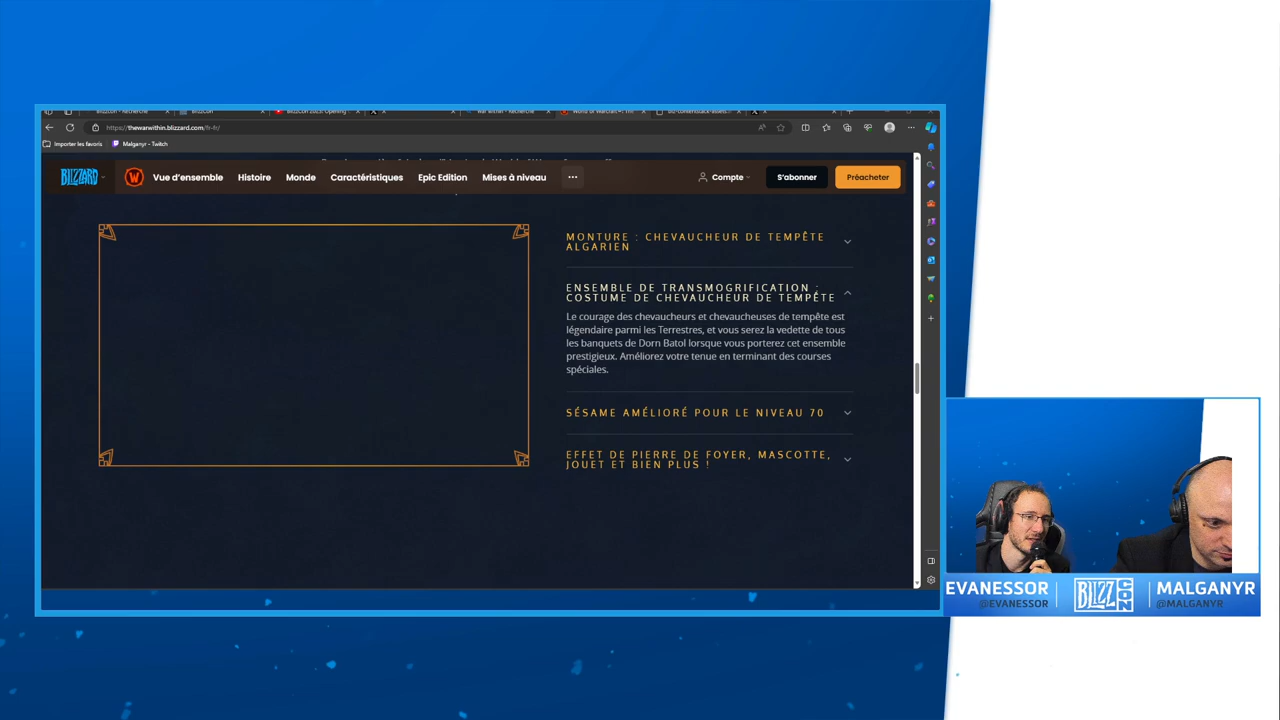 https://thewarwithin.blizzard.com/fr-fr/
Importer les favoris
Malganyr - Twitch
BLIZZARD
W
Vue d'ensemble
Histoire
Monde
Caractéristiques
Epic Edition
Mises à niveau
...
Compte
S'abonner
Préacheter
MONTURE : CHEVAUCHEUR DE TEMPÊTE
ALGARIEN
ENSEMBLE DE TRANSMOGRIFICATION :
COSTUME DE CHEVAUCHEUR DE TEMPÊTE
Le courage des chevaucheurs et chevaucheuses de tempête est
légendaire parmi les Terrestres, et vous serez la vedette de tous
les banquets de Dorn Batol lorsque vous porterez cet ensemble
prestigieux. Améliorez votre tenue en terminant des courses
spéciales.
SÉSAME AMÉLIORÉ POUR LE NIVEAU 70
EFFET DE PIERRE DE FOYER, MASCOTTE,
JOUET ET BIEN PLUS !
EVANESSOR
@EVANESSOR
BLIZZCON
MALGANYR
@MALGANYR